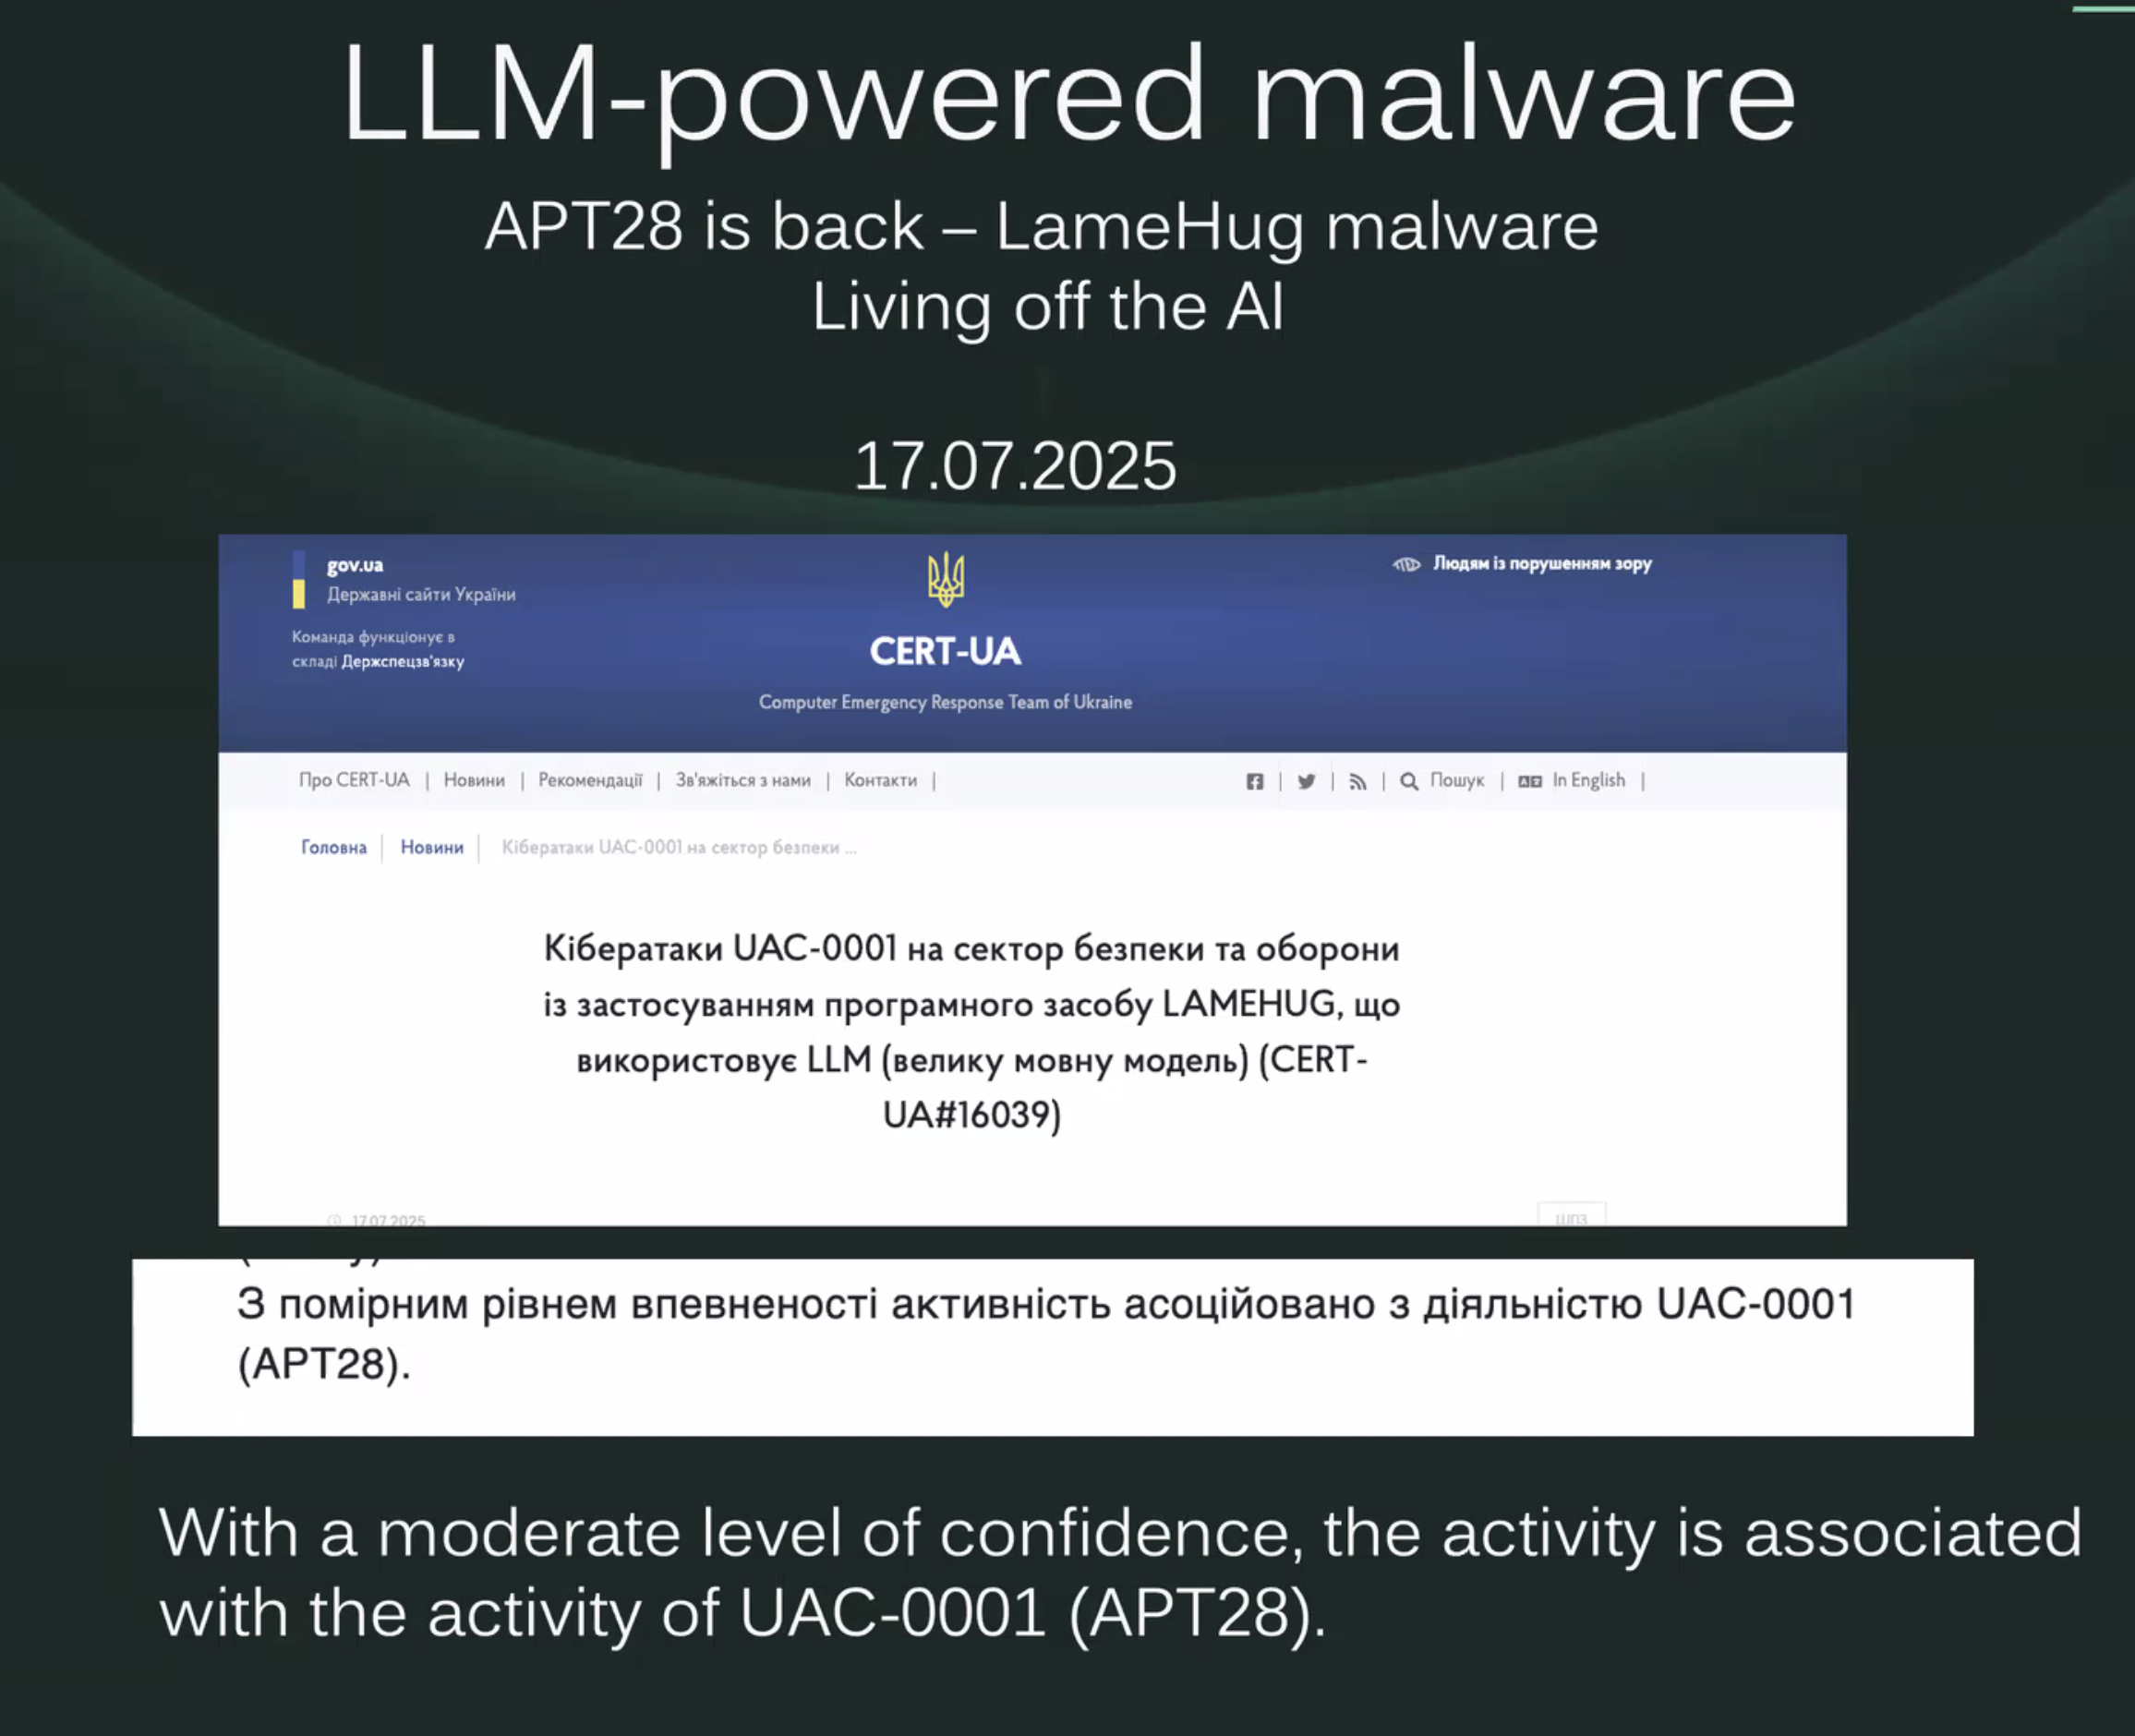 LLM-powered malware
APT28 is back – LameHug malware
Living off the AI
17.07.2025
gov.ua
Державні сайти України
Команда функціонує в
складі Держспецзв'язку
CERT-UA
Computer Emergency Response Team of Ukraine
Людям із порушенням зору
Про CERT-UA | Новини | Рекомендації | Зв'яжіться з нами | Контакти |
| | | Пошук | In English |
Головна | Новини | Кібератаки UAC-0001 на сектор безпеки ...
Кібератаки UAC-0001 на сектор безпеки та оборони
із застосуванням програмного засобу LAMEHUG, що
використовує LLM (велику мовну модель) (CERT-
UA#16039)
17.07.2025
З помірним рівнем впевненості активність асоційовано з діяльністю UAC-0001
(APT28).
With a moderate level of confidence, the activity is associated
with the activity of UAC-0001 (APT28).